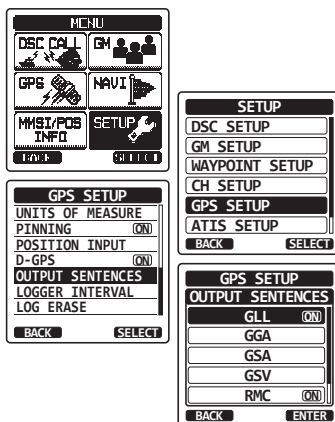 MENU
DSC CALL GM
GPS NAVI
MMSI/POS INFO SETUP
BACK SELECT
SETUP
DSC SETUP
GM SETUP
WAYPOINT SETUP
CH SETUP
GPS SETUP
ATIS SETUP
BACK SELECT
GPS SETUP
UNITS OF MEASURE
PINNING ON
POSITION INPUT
D-GPS ON
OUTPUT SENTENCES
LOGGER INTERVAL
LOG ERASE
BACK SELECT
GPS SETUP
OUTPUT SENTENCES
GLL ON
GGA
GSA
GSV
RMC ON
BACK ENTER